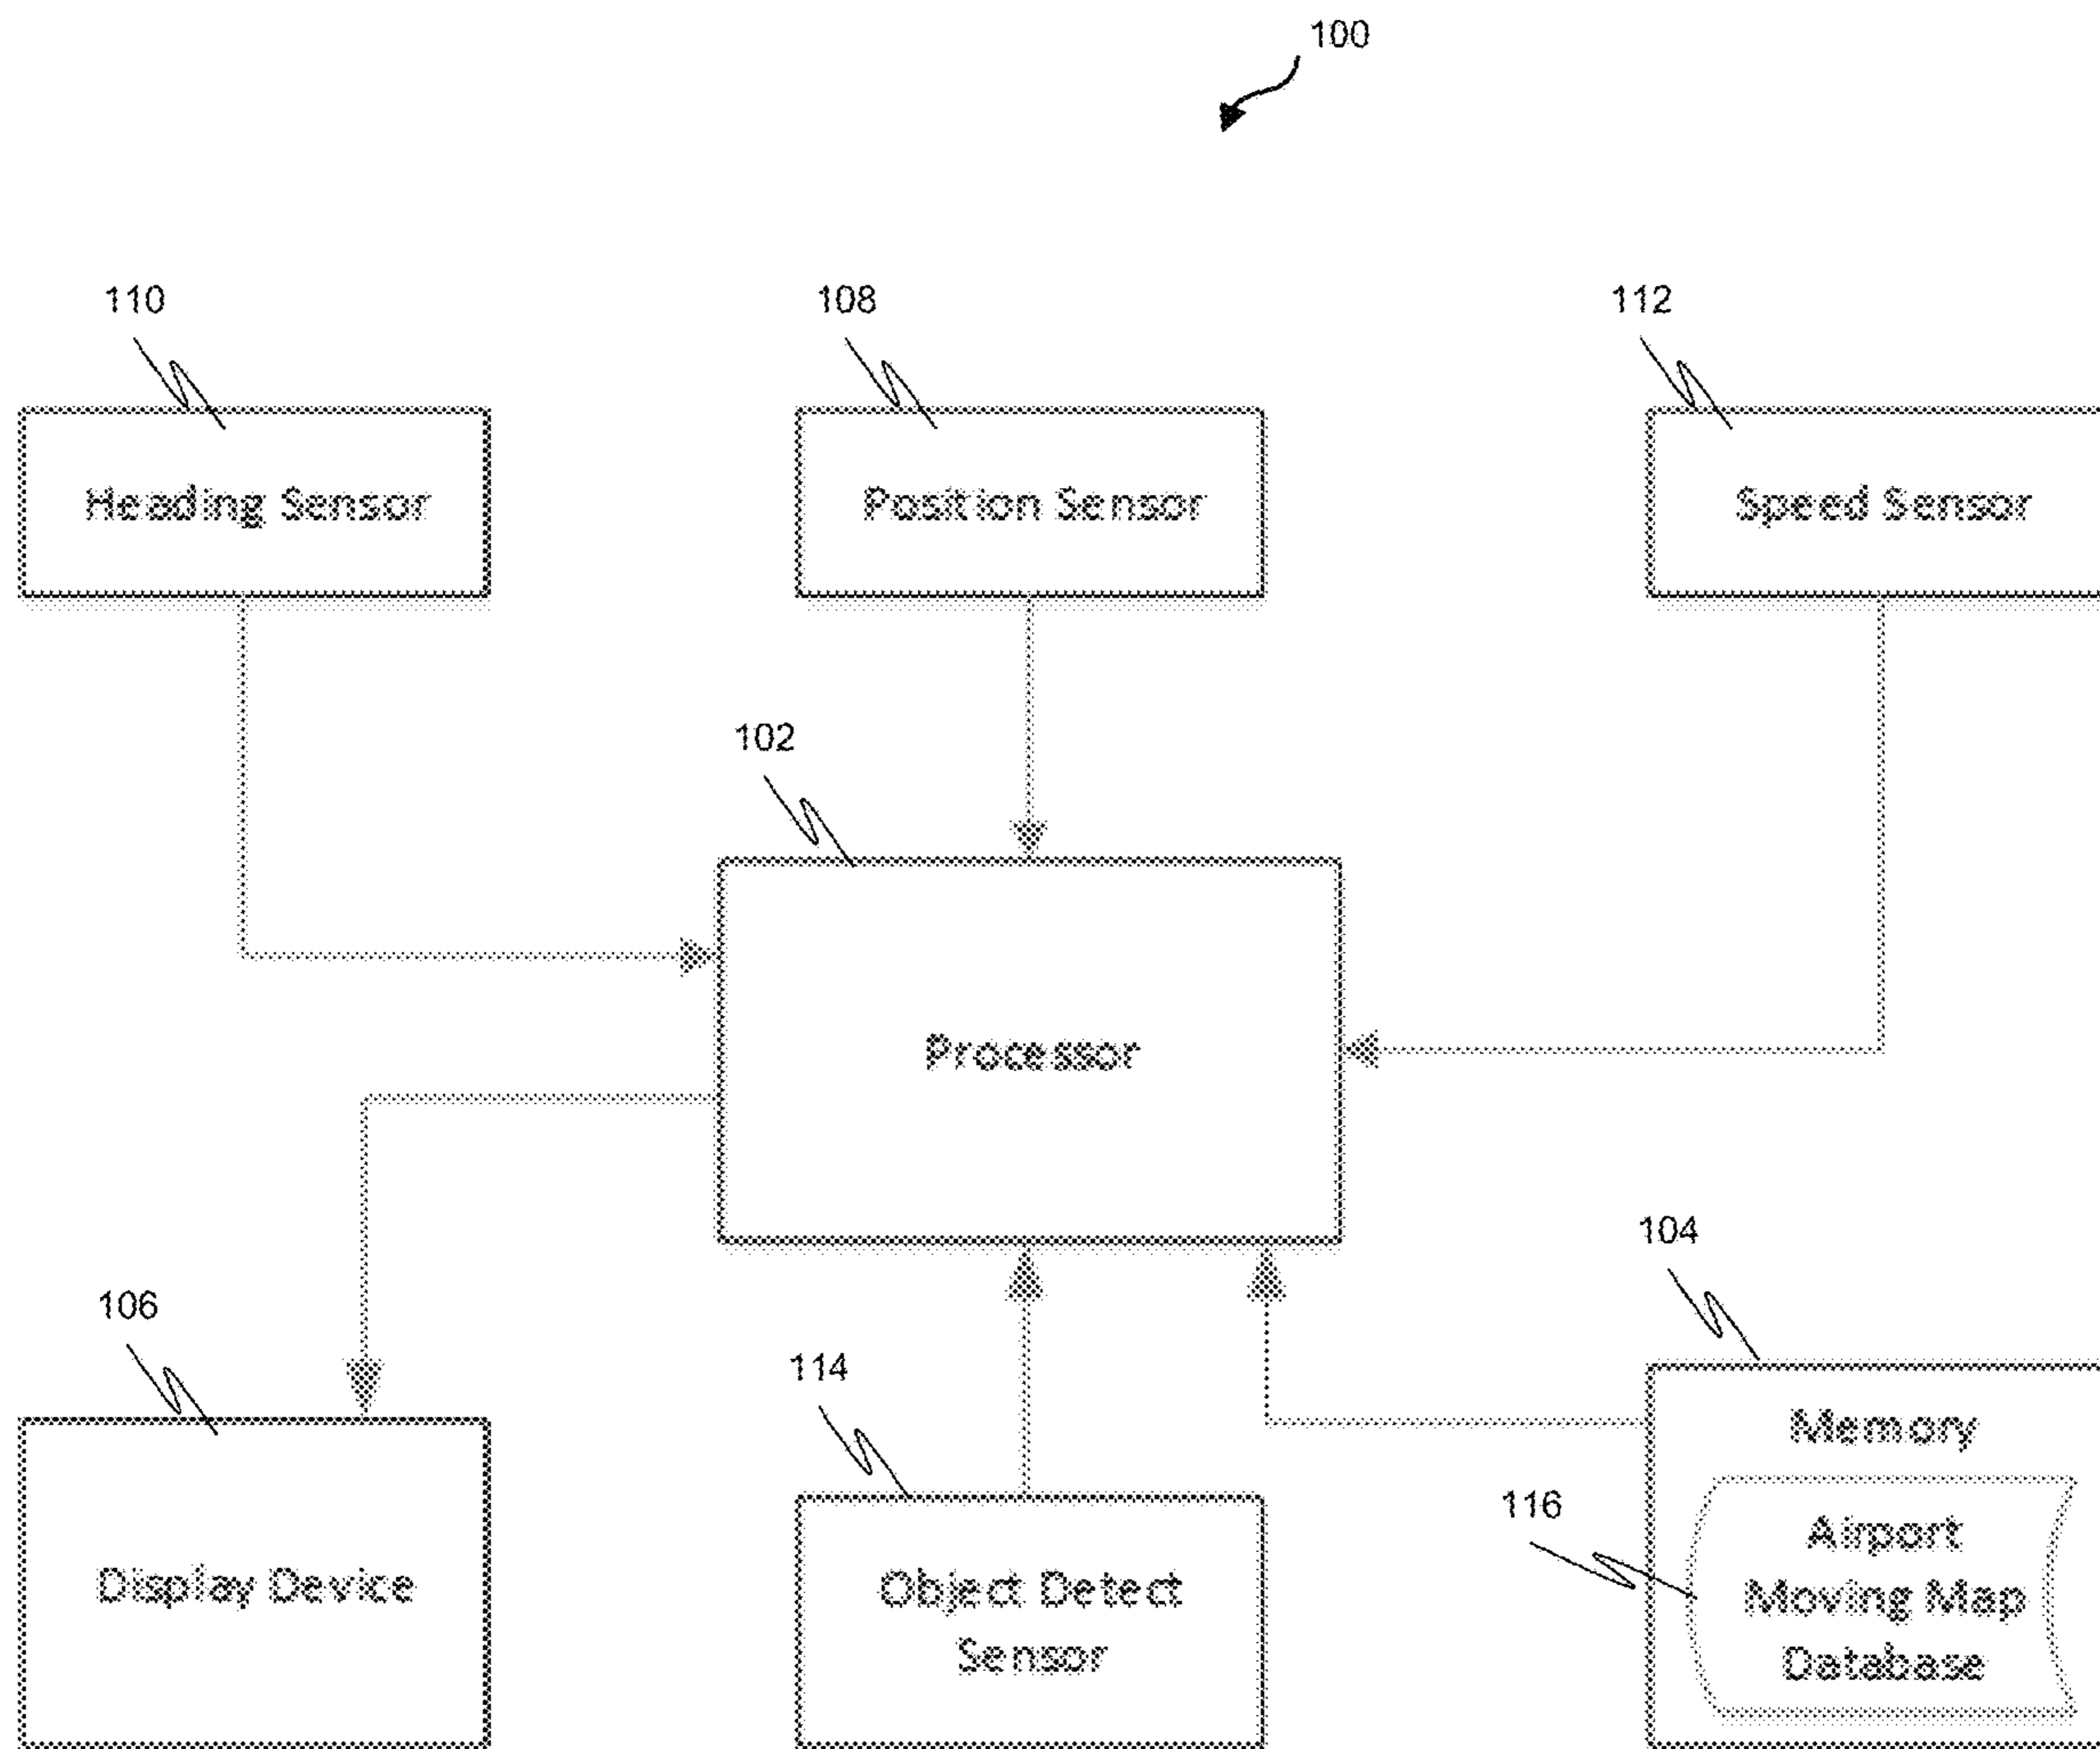 100
110
108
112
Heading Sensor
Position Sensor
Speed Sensor
102
Processor
104
106
114
Memory
116
Airport
Moving Map
Database
Display Device
Object Detect
Sensor